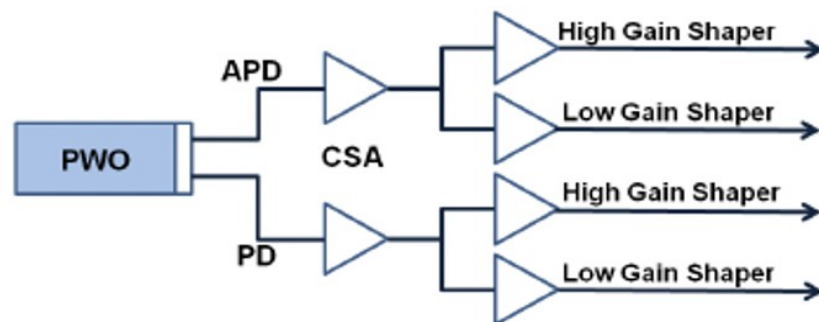 High Gain Shaper
APD
Low Gain Shaper
PWO
CSA
High Gain Shaper
PD
Low Gain Shaper